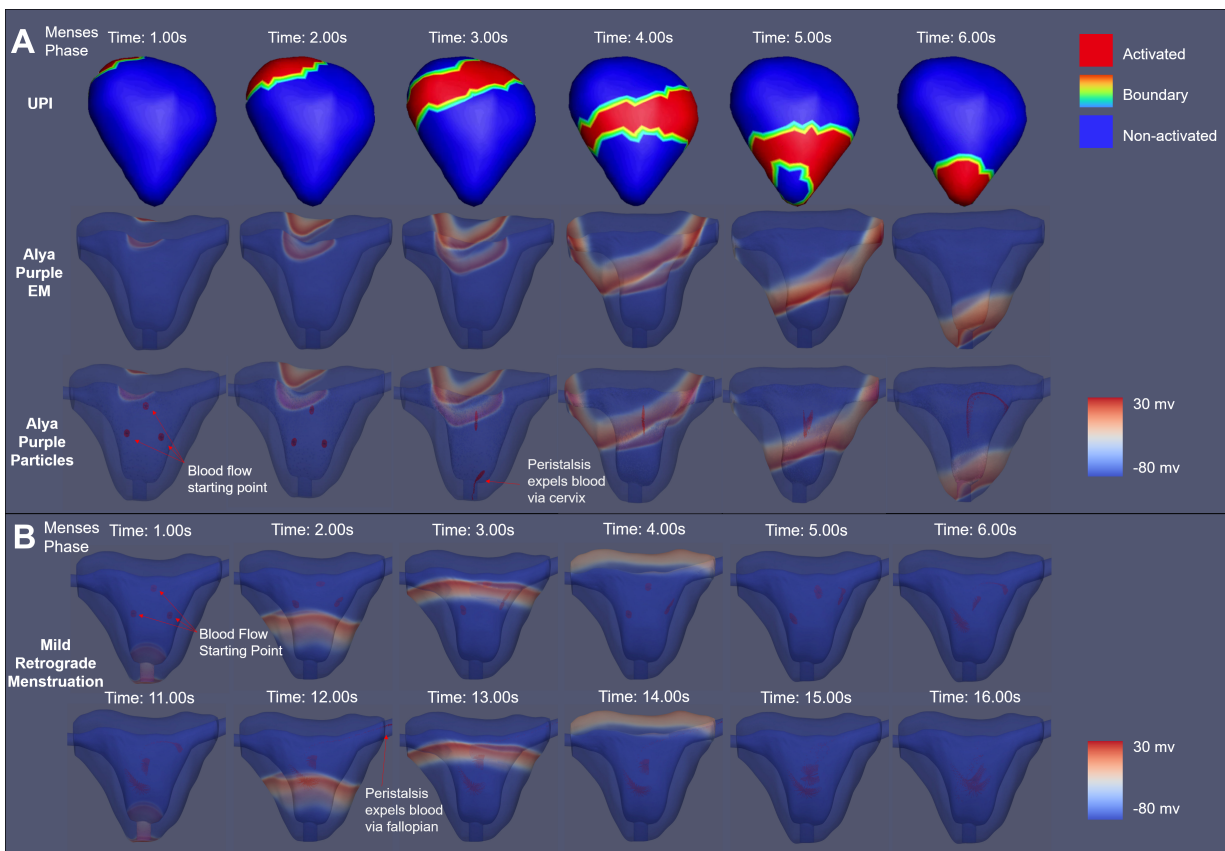 A
Menses
Phase
Time: 1.00s
Time: 2.00s
Time: 3.00s
Time: 4.00s
Time: 5.00s
Time: 6.00s
UPI
Activated
Boundary
Non-activated
Alya
Purple
EM
Alya
Purple
Particles
Blood flow
starting point
Peristalsis
expels blood
via cervix
30 mv
-80 mv
B
Menses
Phase
Time: 1.00s
Time: 2.00s
Time: 3.00s
Time: 4.00s
Time: 5.00s
Time: 6.00s
Mild
Retrograde
Menstruation
Blood Flow
Starting Point
Time: 11.00s
Time: 12.00s
Time: 13.00s
Time: 14.00s
Time: 15.00s
Time: 16.00s
Peristalsis
expels blood
via fallopian
30 mv
-80 mv